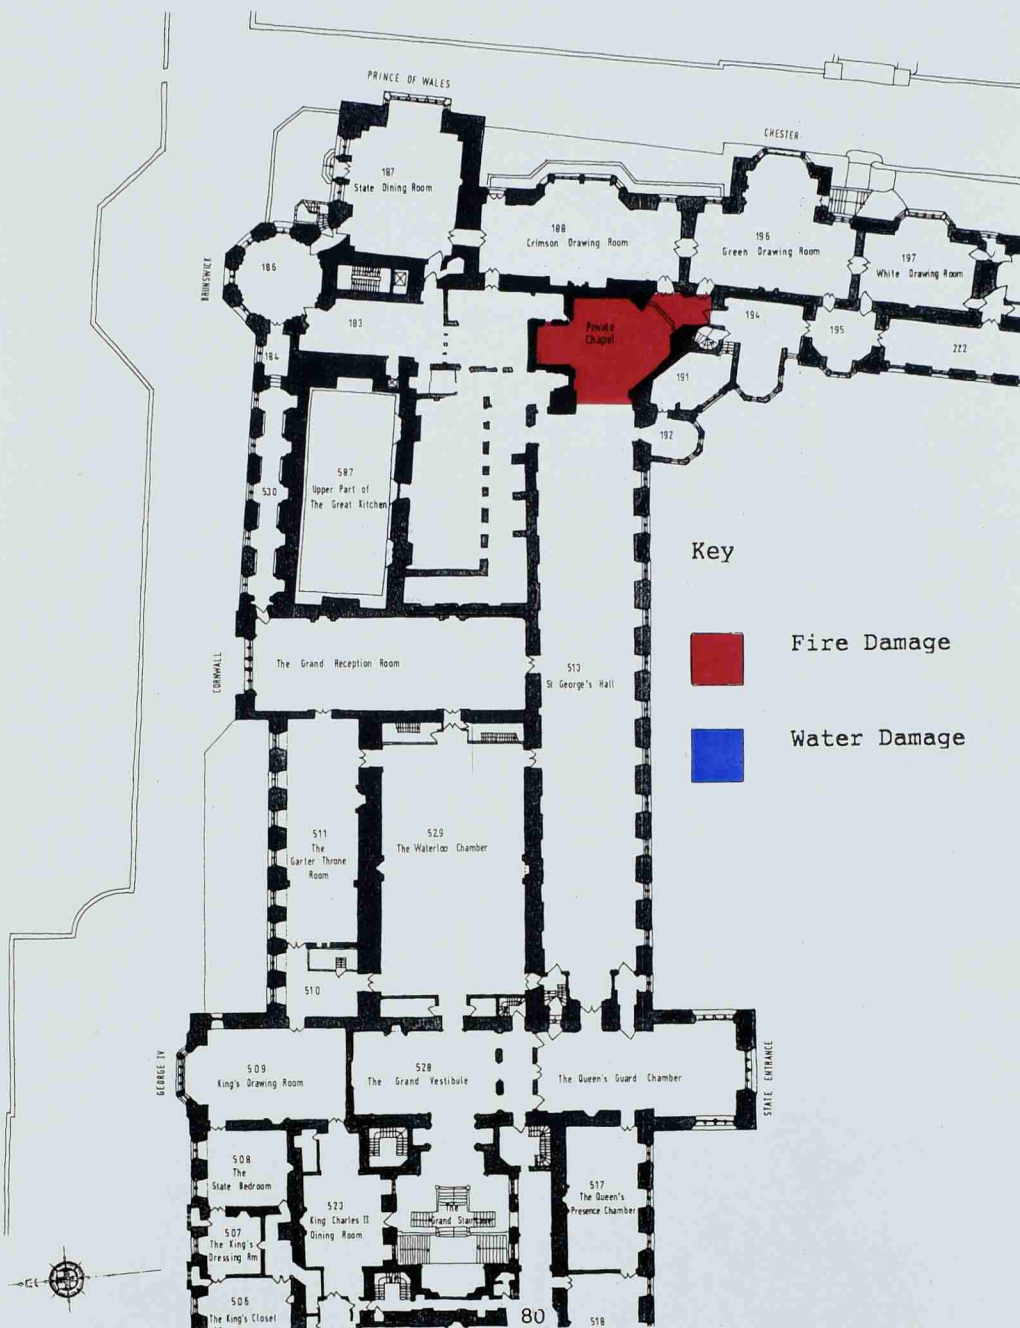 PRINCE OF WALES
CHESTER
187
State Dining Room
188
Crimson Drawing Room
196
Green Drawing Room
197
White Drawing Room
BRUNSWICK
186
183
184
Private
Chapel
194
195
222
191
192
587
Upper Part of
The Great Kitchen
530
Key
Fire Damage
Water Damage
CORNWALL
The Grand Reception Room
513
St George's Hall
511
The
Garter Throne
Room
529
The Waterloo Chamber
510
GEORGE IV
509
King's Drawing Room
528
The Grand Vestibule
The Queen's Guard Chamber
STATE ENTRANCE
508
The
State Bedroom
523
King Charles II
Dining Room
The
Grand Staircase
517
The Queen's
Presence Chamber
507
The King's
Dressing Rm
506
The King's Closet
518
80